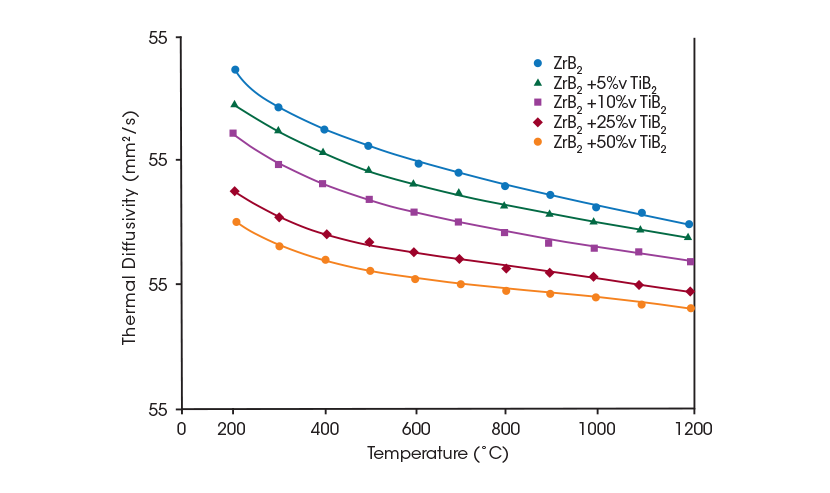 55
55
55
55
Thermal Diffusivity (mm²/s)
ZrB₂
ZrB₂ +5%v TiB₂
ZrB₂ +10%v TiB₂
ZrB₂ +25%v TiB₂
ZrB₂ +50%v TiB₂
0 200 400 600 800 1000 1200
Temperature (˚C)